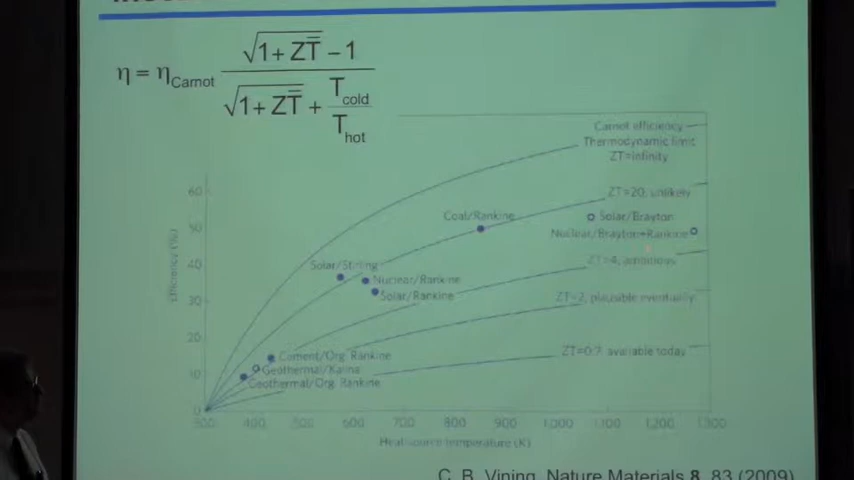 η = ηCarnot √1+ZT̄ − 1 / √1+ZT̄ + Tcold / Thot
Carnot efficiency
Thermodynamic limit
ZT=infinity
ZT=20, unlikely
Coal/Rankine
Solar/Brayton
Nuclear/Brayton+Rankine
ZT=4, ambitious
Solar/Stirling
Nuclear/Rankine
Solar/Rankine
ZT=2, plausible eventually
ZT=0.7 available today
Cement/Org. Rankine
Geothermal/Kalina
Geothermal/Org. Rankine
Efficiency (%)
60
50
40
30
20
10
0
300 400 500 600 700 800 900 1,000 1,100 1,200 1,300
Heat source temperature (K)
C. B. Vining, Nature Materials 8, 83 (2009)